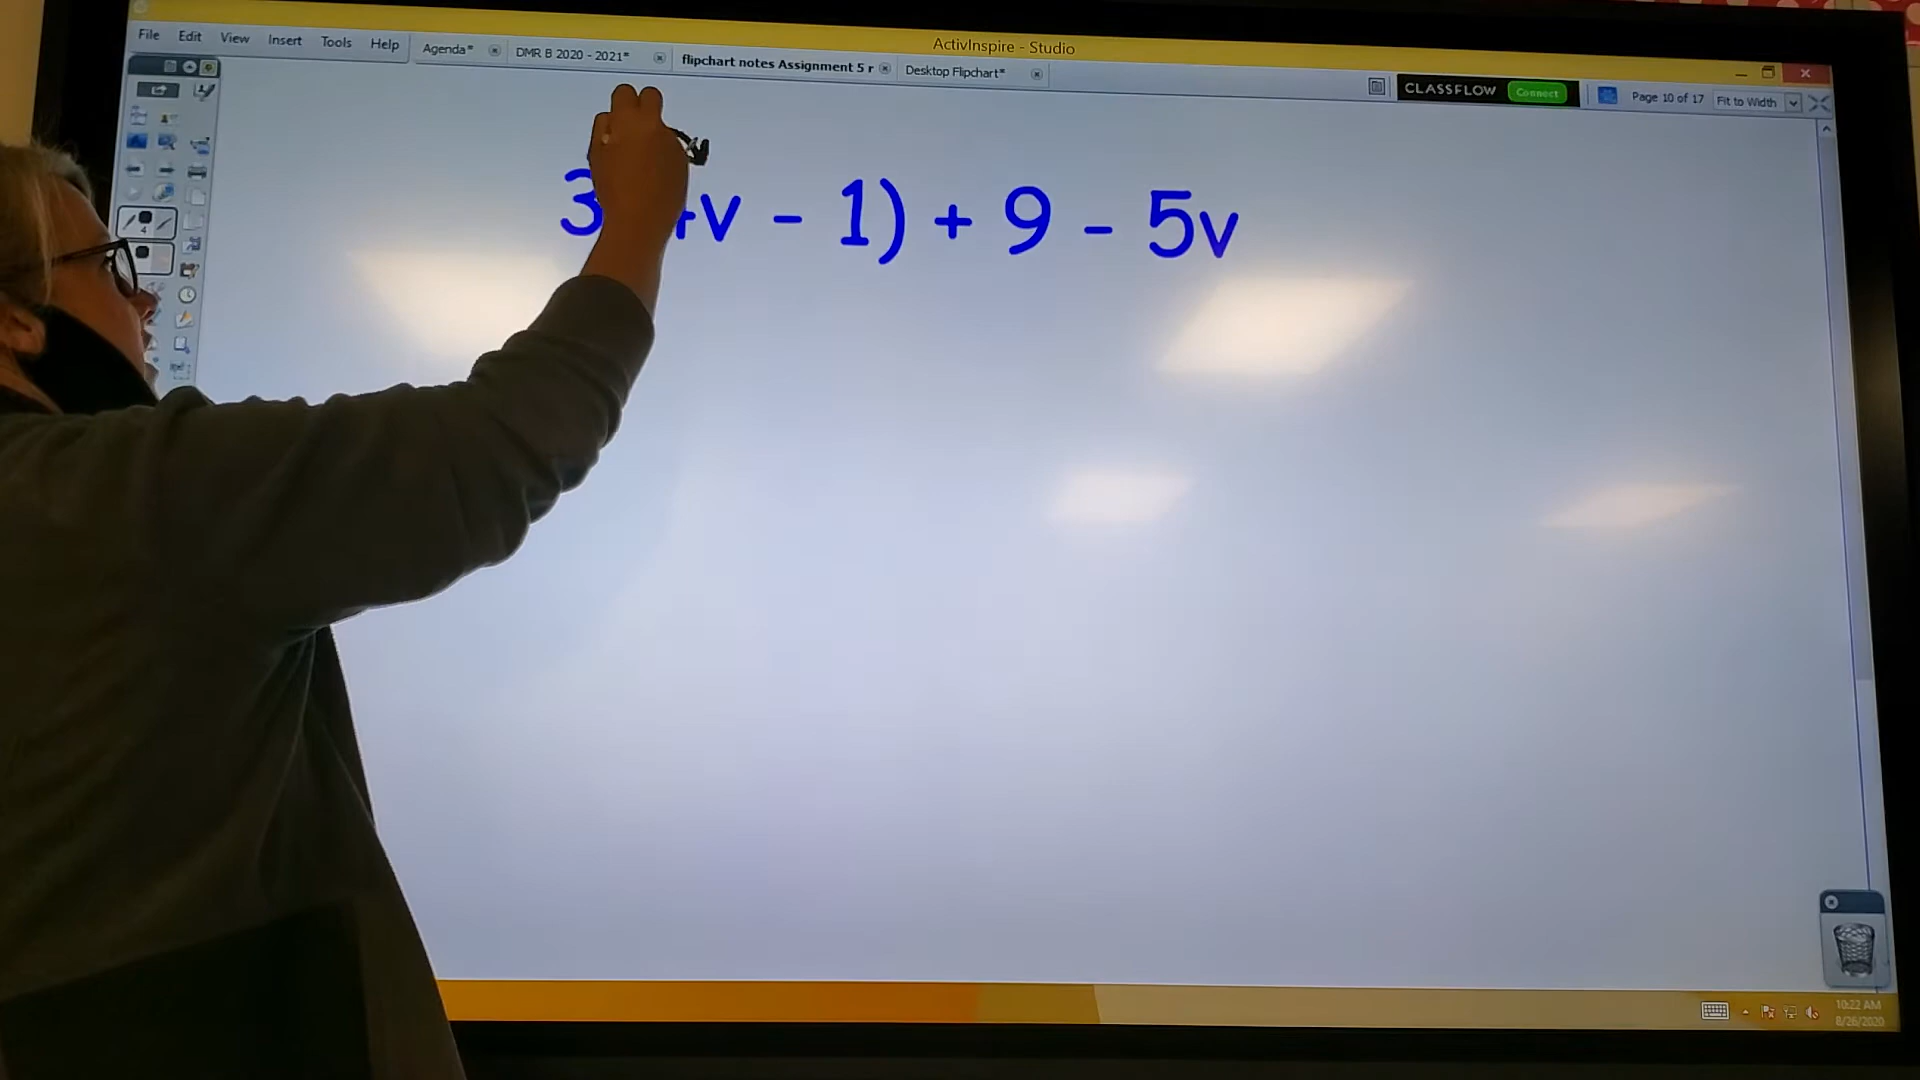 ActivInspire - Studio
File Edit View Insert Tools Help
Agenda* DMR B 2020 - 2021* flipchart notes Assignment 5 r Desktop Flipchart*
CLASSFLOW Connect Page 10 of 17 Fit to Width
4
3 v - 1) + 9 - 5v
10:22 AM
8/26/2020